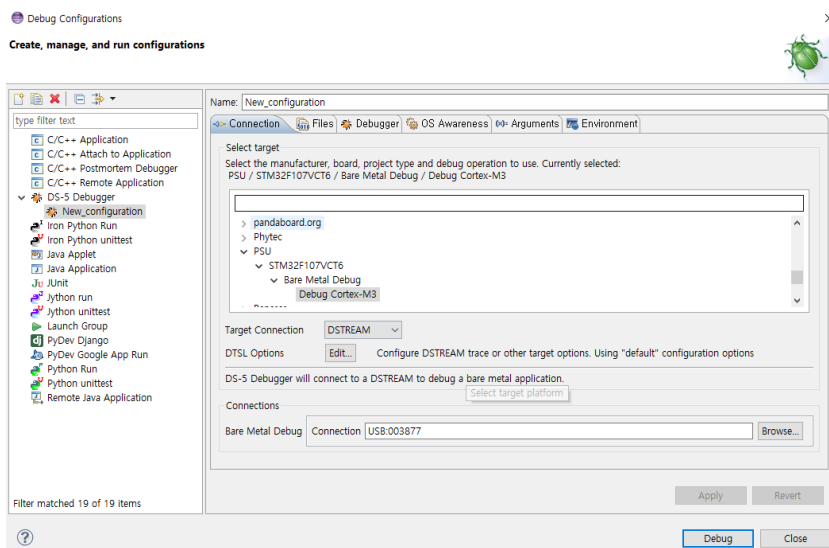 Debug Configurations
Create, manage, and run configurations
type filter text
C/C++ Application
C/C++ Attach to Application
C/C++ Postmortem Debugger
C/C++ Remote Application
DS-5 Debugger
New_configuration
Iron Python Run
Iron Python unittest
Java Applet
Java Application
Ju JUnit
Jython run
Jython unittest
Launch Group
dj PyDev Django
PyDev Google App Run
Python Run
Python unittest
Remote Java Application
Filter matched 19 of 19 items
Name: New_configuration
Connection Files Debugger OS Awareness (x)= Arguments Environment
Select target
Select the manufacturer, board, project type and debug operation to use. Currently selected:
PSU / STM32F107VCT6 / Bare Metal Debug / Debug Cortex-M3
pandaboard.org
Phytec
PSU
STM32F107VCT6
Bare Metal Debug
Debug Cortex-M3
Target Connection DSTREAM
DTSL Options Edit... Configure DSTREAM trace or other target options. Using "default" configuration options
DS-5 Debugger will connect to a DSTREAM to debug a bare metal application.
Select target platform
Connections
Bare Metal Debug Connection USB:003877 Browse...
Apply Revert
Debug Close